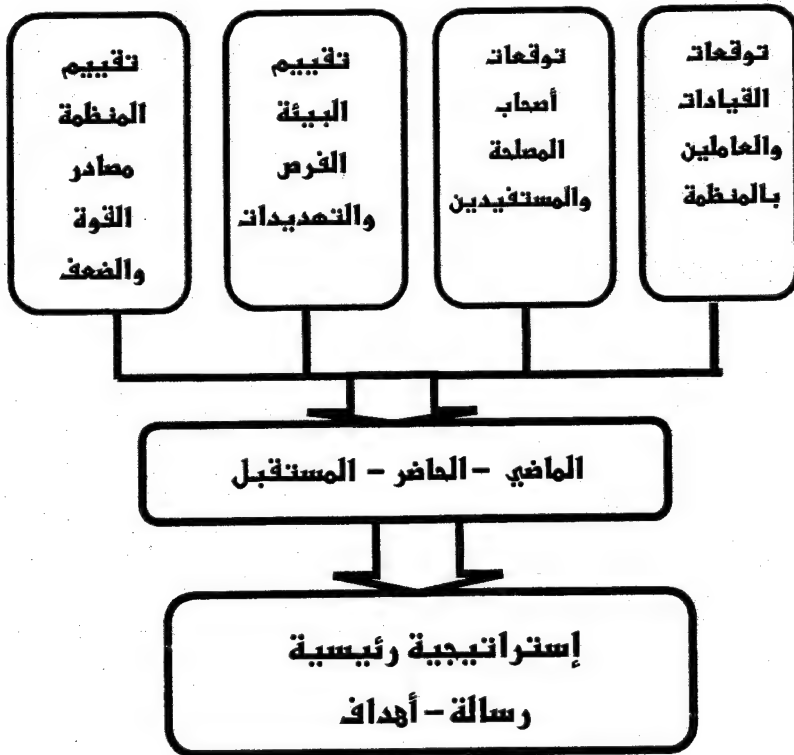 توقعات
القيادات
والعاملين
بالمنظمة
توقعات
أصحاب
المصلحة
والمستفيدين
تقييم
البيئة
الفرص
والتهديدات
تقييم
المنظمة
مصادر
القوة
والضعف
الماضي – الحاضر – المستقبل
إستراتيجية رئيسية
رسالة – أهداف